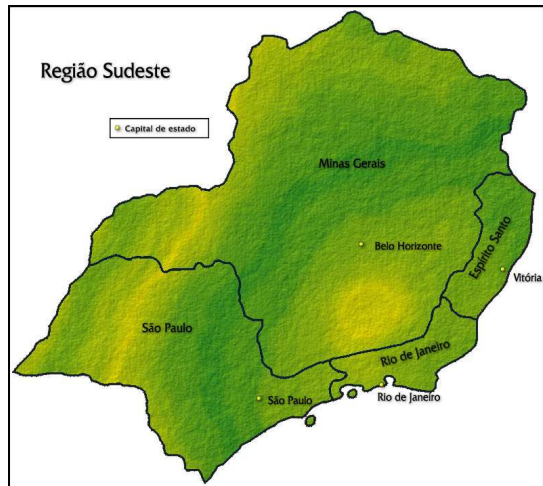 Região Sudeste
Capital de estado
Minas Gerais
Belo Horizonte
Espírito Santo
Vitória
São Paulo
Rio de Janeiro
São Paulo
Rio de Janeiro